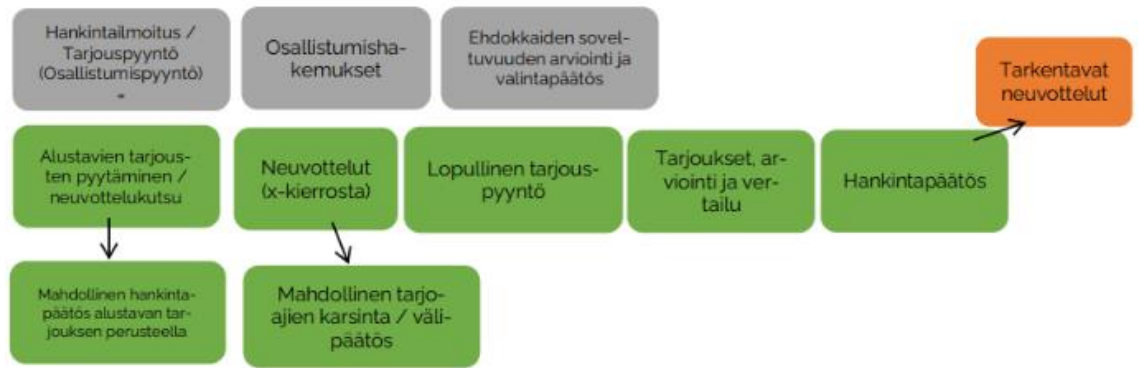 Hankintailmoitus /
Tarjouspyyntö
(Osallistumispyyntö)
-
Osallistumisha-
kemukset
Ehdokkaiden sovel-
tuvuuden arviointi ja
valintapäätös
Tarkentavat
neuvottelut
Alustavien tarjous-
ten pyytäminen /
neuvottelukutsu
Neuvottelut
(x-kierrosta)
Lopullinen tarjous-
pyyntö
Tarjoukset, ar-
viointi ja ver-
tailu
Hankintapäätös
Mahdollinen hankinta-
päätös alustavan tar-
jouksen perusteella
Mahdollinen tarjo-
ajien karsinta / väli-
päätös